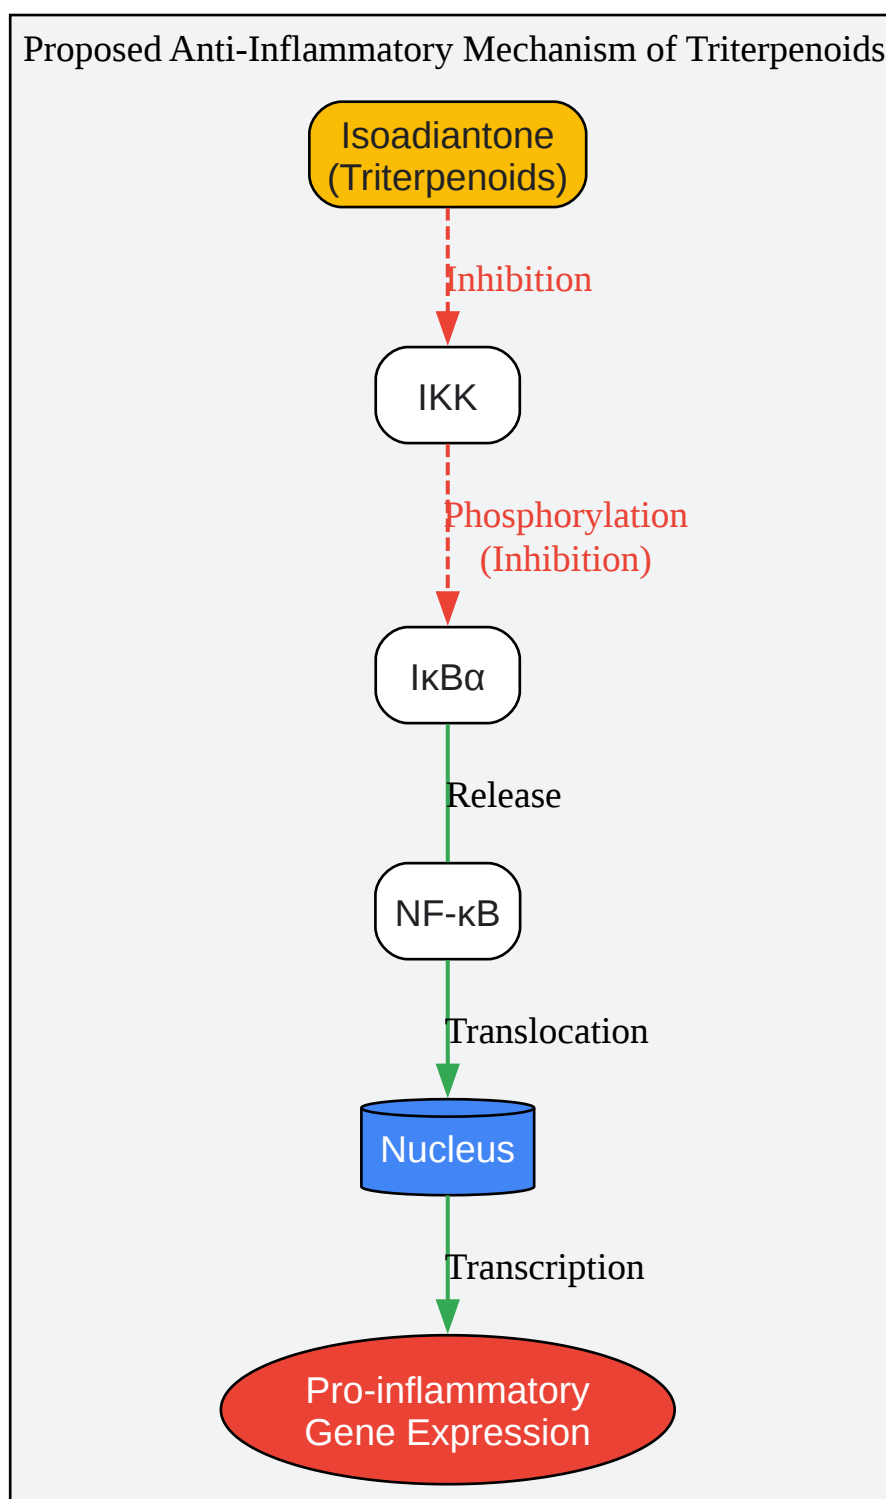 Proposed Anti-Inflammatory Mechanism of Triterpenoids
Isoadiantone
(Triterpenoids)
Inhibition
IKK
Phosphorylation
(Inhibition)
IκBα
Release
NF-κB
Translocation
Nucleus
Transcription
Pro-inflammatory
Gene Expression